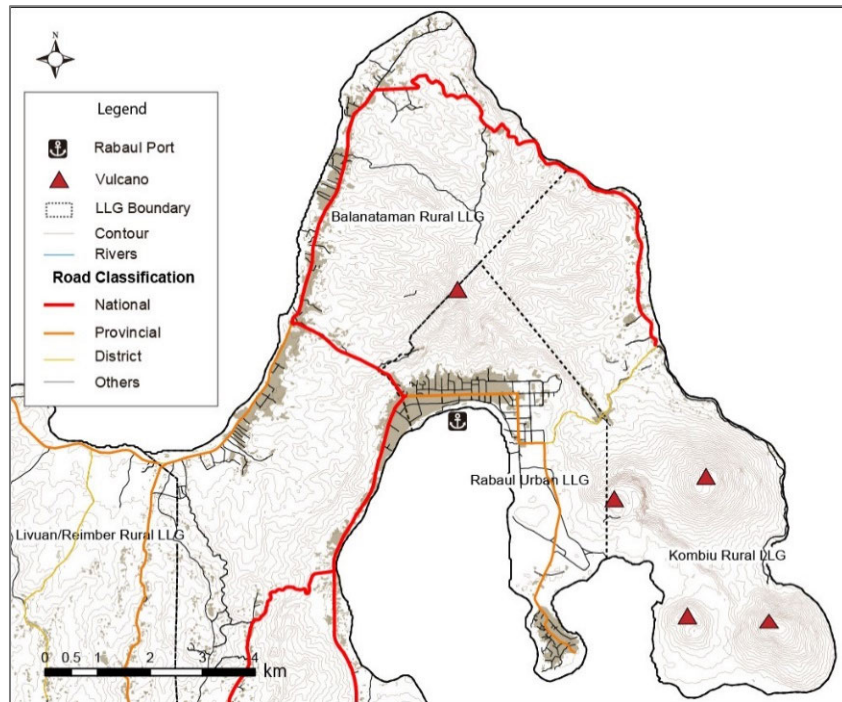 N
Legend
Rabaul Port
Vulcano
LLG Boundary
Contour
Rivers
Road Classification
National
Provincial
District
Others
Balanataman Rural LLG
Rabaul Urban LLG
Livuan/Reimber Rural LLG
Kombiu Rural LLG
0 0.5 1 2 3 4
km